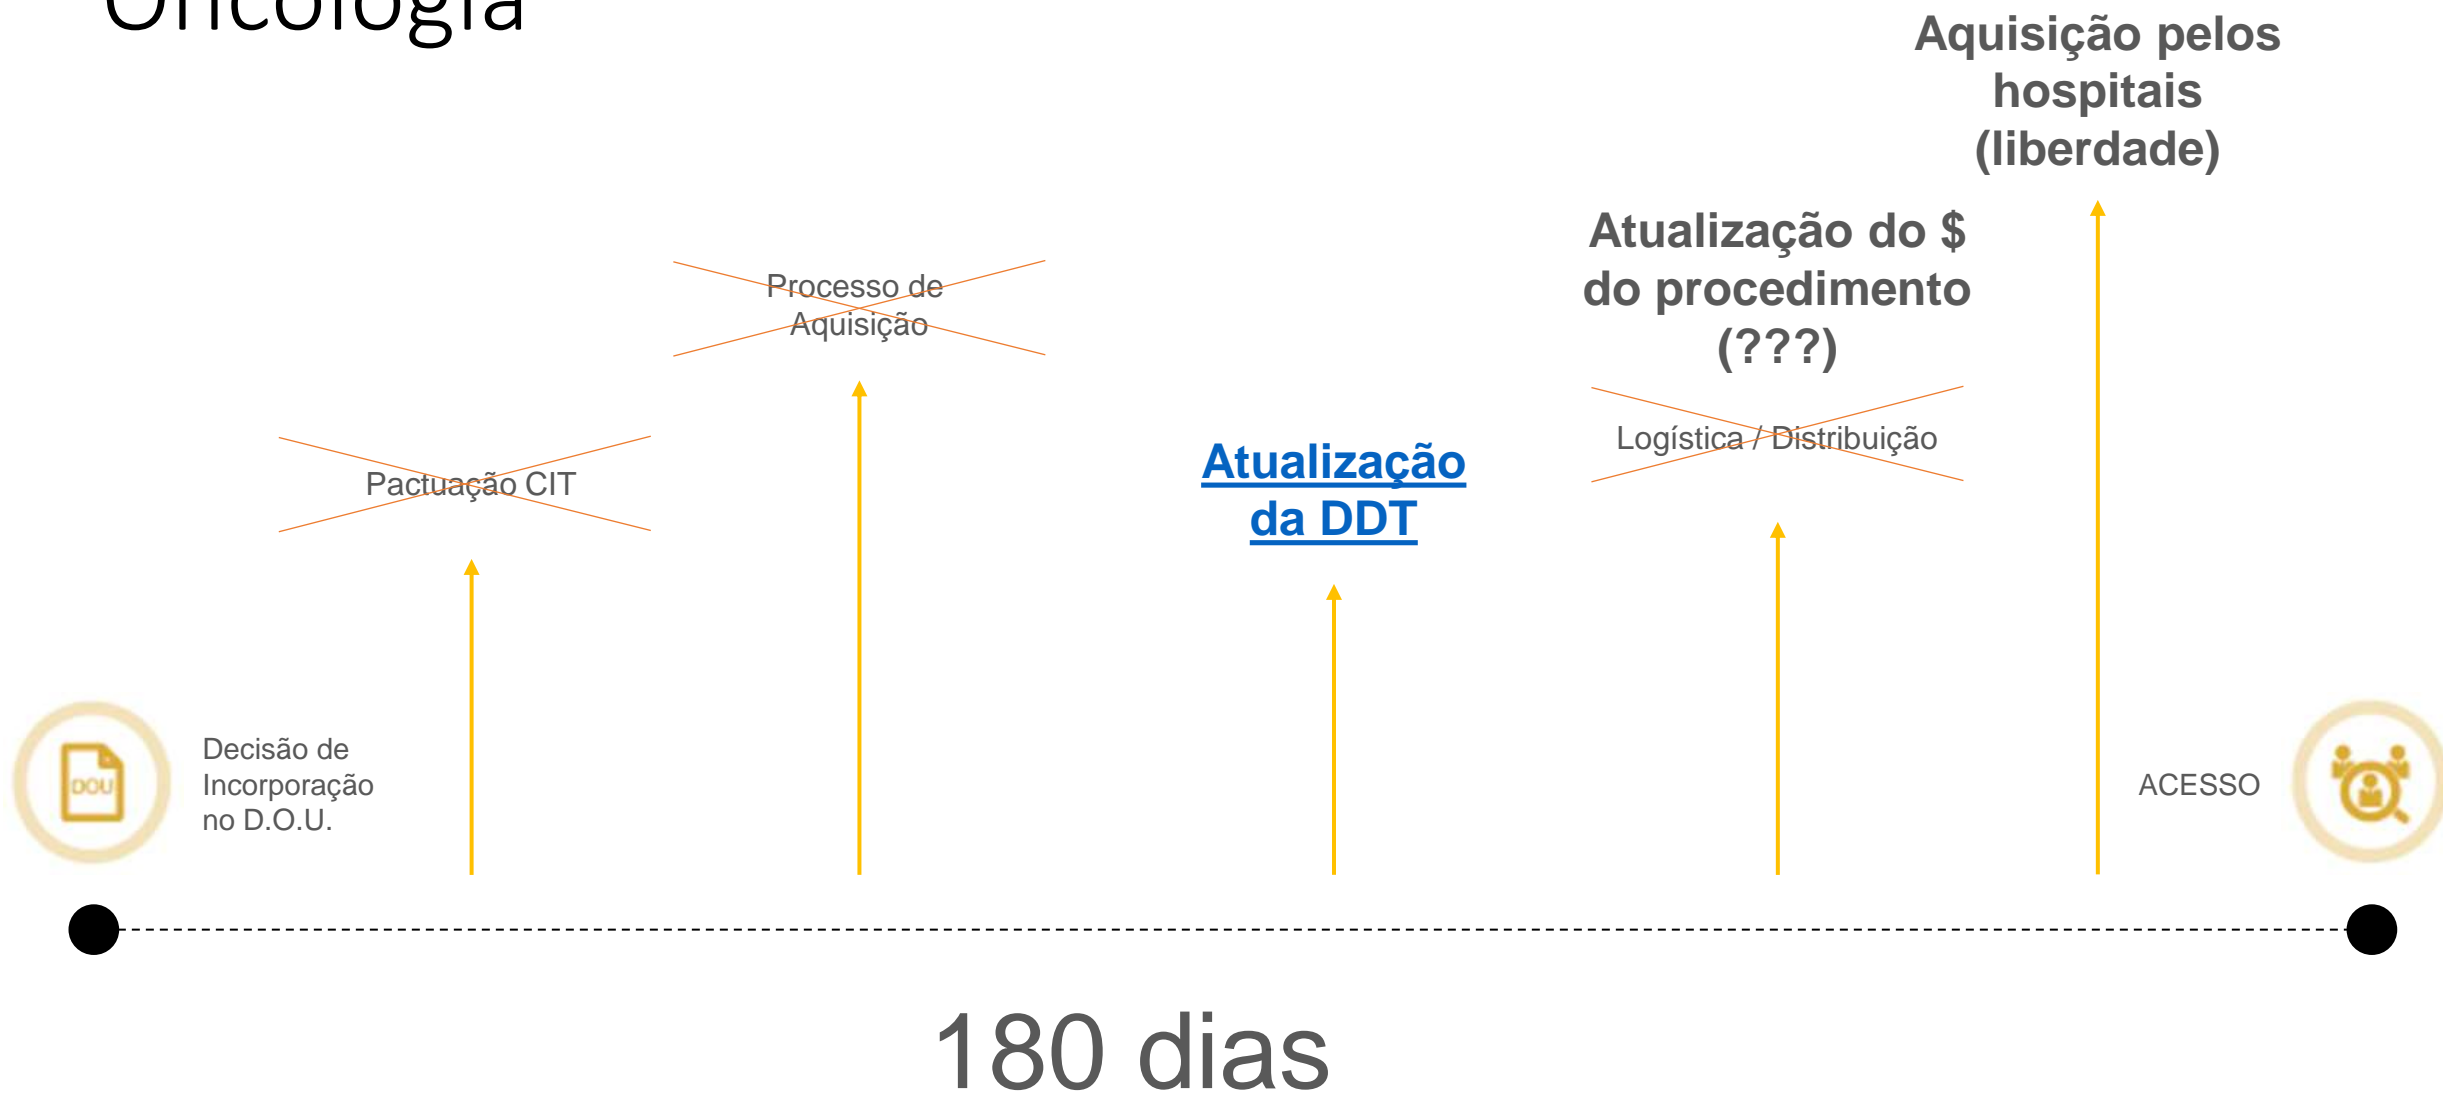 Oncologia
Aquisição pelos
hospitais
(liberdade)
Atualização do $
do procedimento
(???)
Processo de
Aquisição
Logística / Distribuição
Atualização
da DDT
Pactuação CIT
DOU
Decisão de
Incorporação
no D.O.U.
ACESSO
180 dias